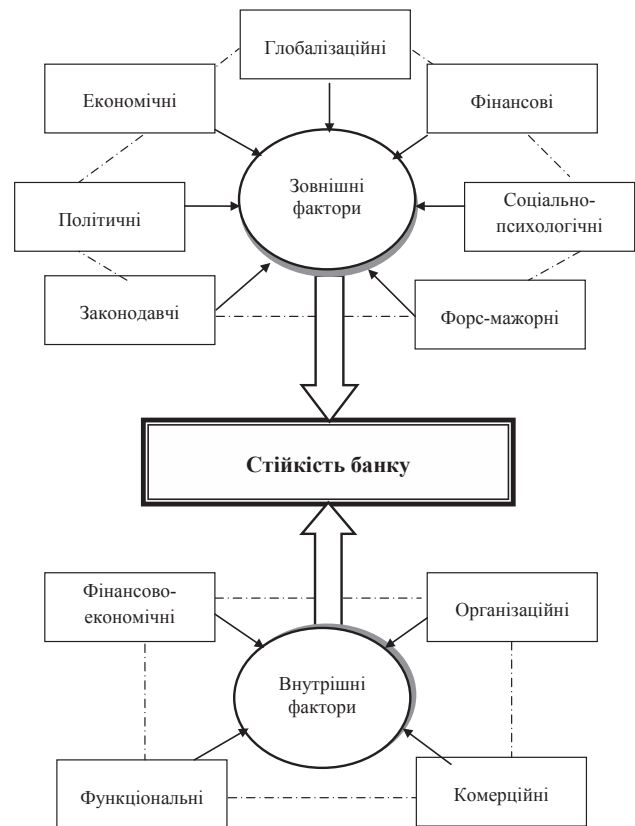 Глобалізаційні
Економічні
Фінансові
Зовнішні
фактори
Політичні
Соціально-
психологічні
Законодавчі
Форс-мажорні
Стійкість банку
Фінансово-
економічні
Організаційні
Внутрішні
фактори
Функціональні
Комерційні